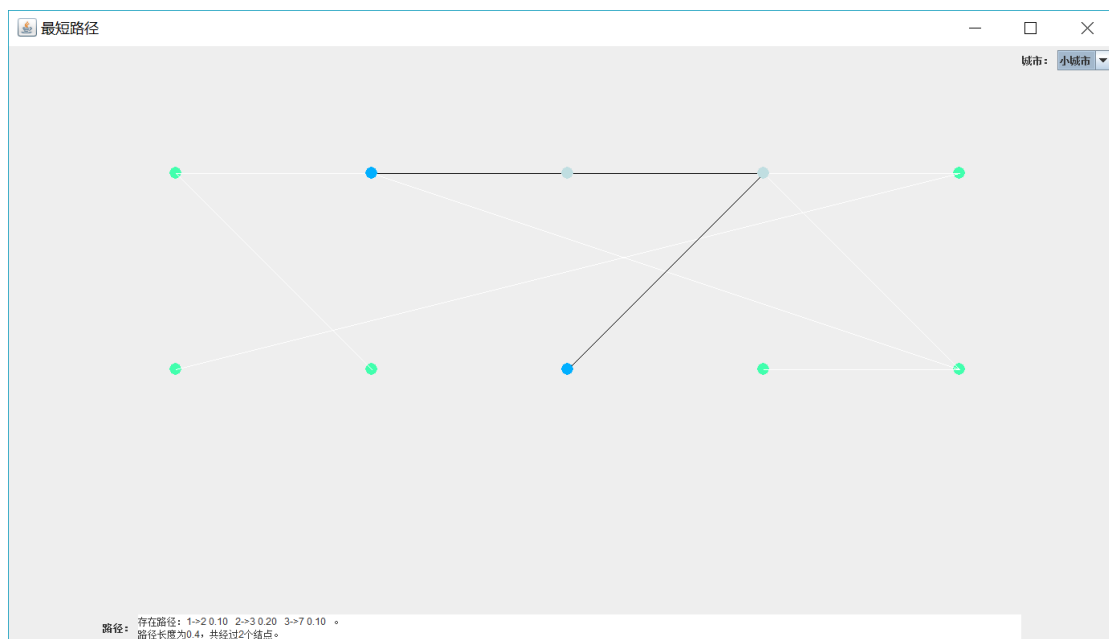 最短路径
城市： 小城市
路径： 存在路径：1->2 0.10 2->3 0.20 3->7 0.10 。
路径长度为0.4，共经过2个结点。